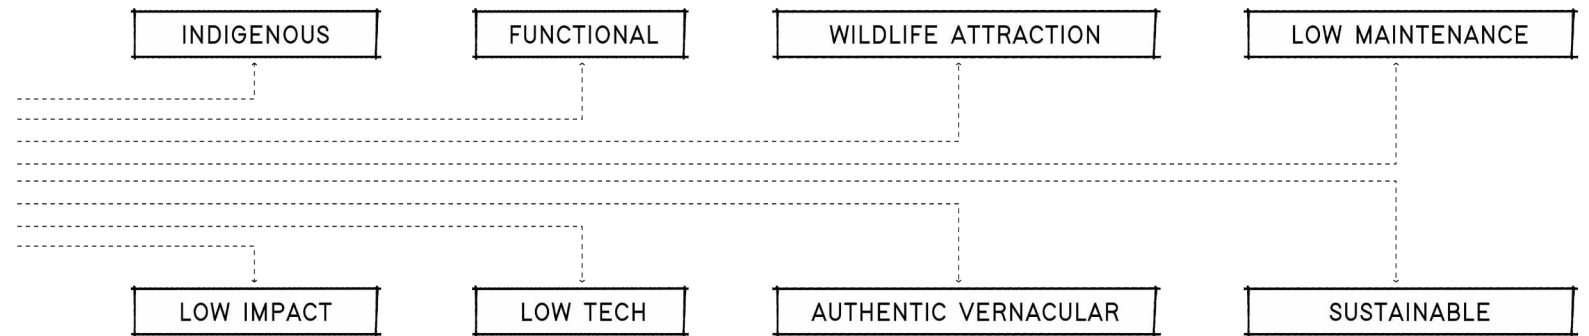 INDIGENOUS
FUNCTIONAL
WILDLIFE ATTRACTION
LOW MAINTENANCE
LOW IMPACT
LOW TECH
AUTHENTIC VERNACULAR
SUSTAINABLE